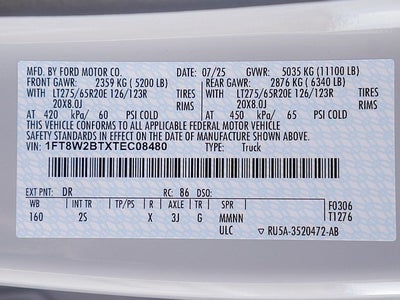 MFD. BY FORD MOTOR CO. 07/25 GVWR: 5035 KG (11100 LB)
FRONT GAWR: 2359 KG ( 5200 LB) REAR GAWR: 2876 KG ( 6340 LB)
WITH LT275/65R20E 126/123R TIRES WITH LT275/65R20E 126/123R TIRES
20X8.0J RIMS 20X8.0J RIMS
AT 420 kPa/ 60 PSI COLD AT 450 kPa/ 65 PSI COLD
THIS VEHICLE CONFORMS TO ALL APPLICABLE FEDERAL MOTOR VEHICLE
SAFETY STANDARDS IN EFFECT ON THE DATE OF MANUFACTURE SHOWN ABOVE.
VIN: 1FT8W2BTXTEC08480 TYPE: Truck
EXT PNT: DR RC: 86 DSO:
WB INT TR TP/PS R AXLE TR SPR F0306
160 2S X 3J G MMNN T1276
ULC RU5A-3520472-AB